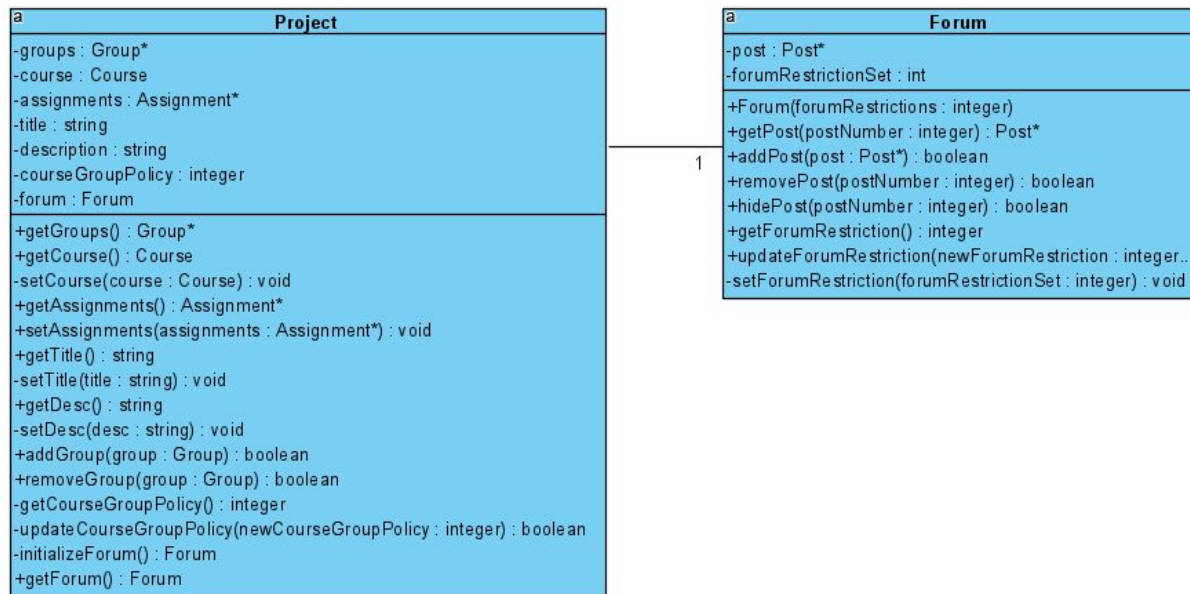 a
Project
-groups : Group*
-course : Course
-assignments : Assignment*
-title : string
-description : string
-courseGroupPolicy : integer
-forum : Forum
+getGroups() : Group*
+getCourse() : Course
-setCourse(course : Course) : void
+getAssignments() : Assignment*
+setAssignments(assignments : Assignment*) : void
+getTitle() : string
-setTitle(title : string) : void
+getDesc() : string
-setDesc(desc : string) : void
+addGroup(group : Group) : boolean
+removeGroup(group : Group) : boolean
-getCourseGroupPolicy() : integer
-updateCourseGroupPolicy(newCourseGroupPolicy : integer) : boolean
-initializeForum() : Forum
+getForum() : Forum
1
a
Forum
-post : Post*
-forumRestrictionSet : int
+Forum(forumRestrictions : integer)
+getPost(postNumber : integer) : Post*
+addPost(post : Post*) : boolean
+removePost(postNumber : integer) : boolean
+hidePost(postNumber : integer) : boolean
+getForumRestriction() : integer
+updateForumRestriction(newForumRestriction : integer..
-setForumRestriction(forumRestrictionSet : integer) : void